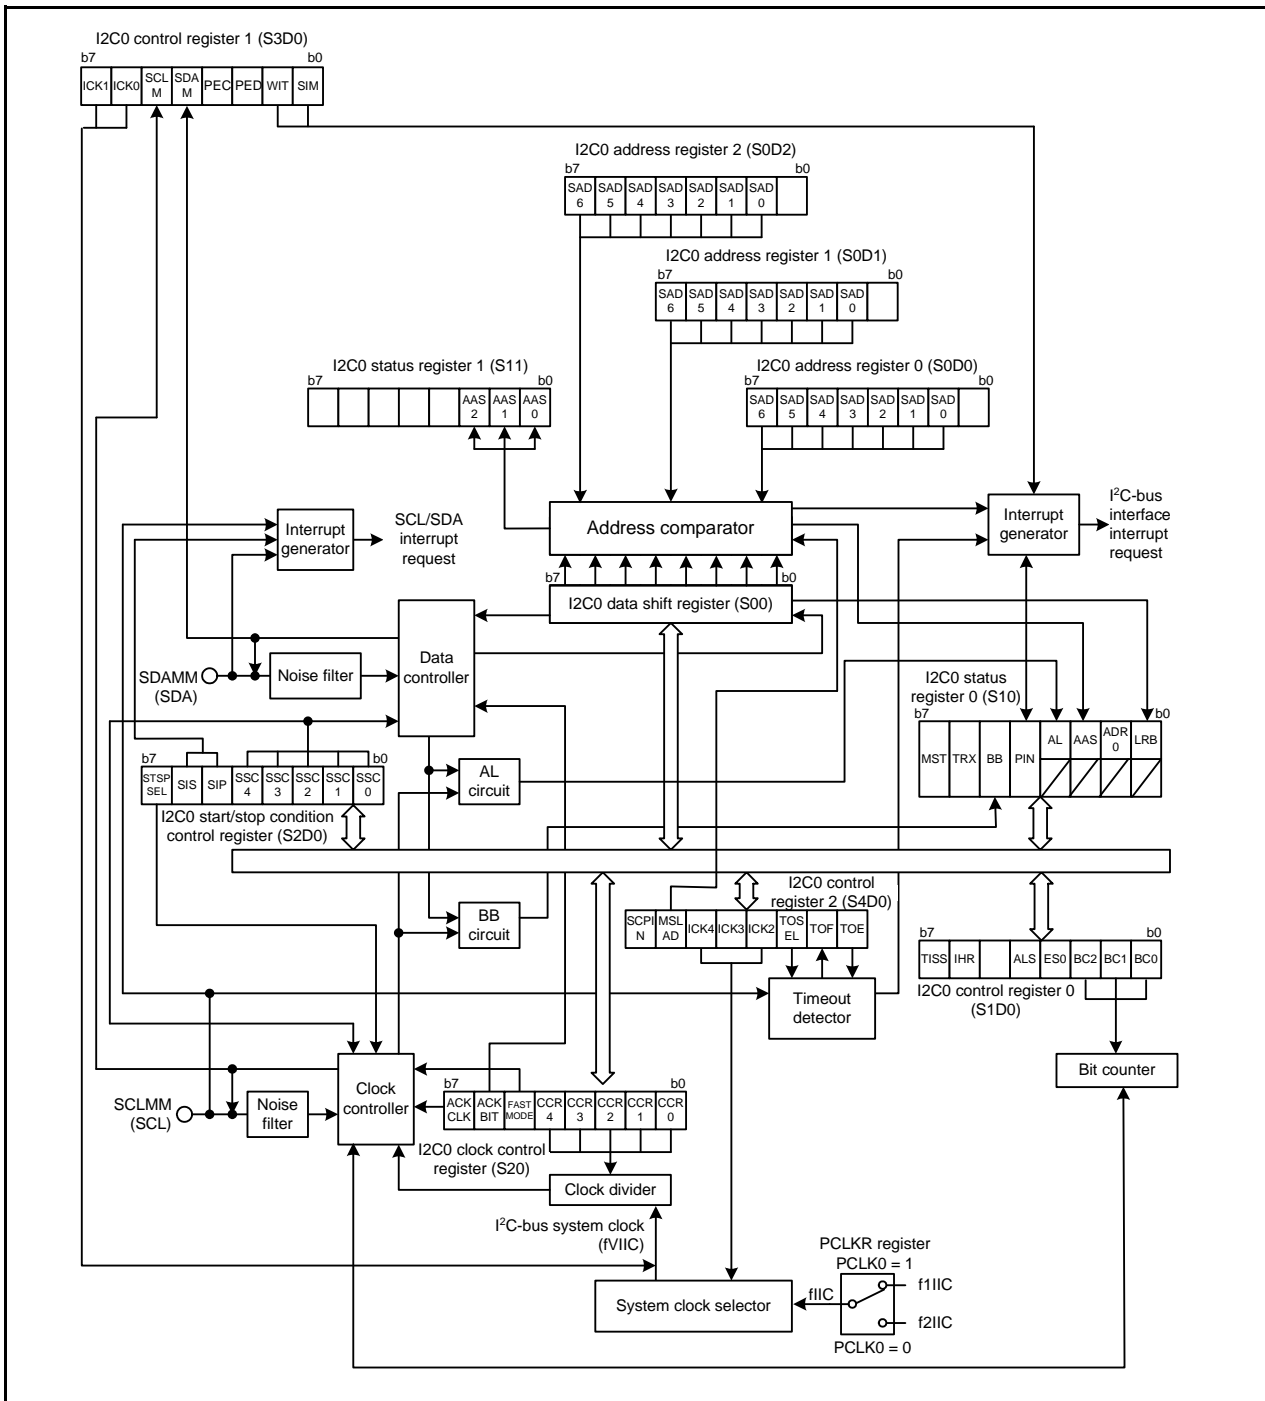 I2C0 control register 1 (S3D0)
b7 b0
ICK1 ICK0 SCL M SDA M PEC PED WIT SIM
I2C0 address register 2 (S0D2)
b7 b0
SAD 6 SAD 5 SAD 4 SAD 3 SAD 2 SAD 1 SAD 0
I2C0 address register 1 (S0D1)
b7 b0
SAD 6 SAD 5 SAD 4 SAD 3 SAD 2 SAD 1 SAD 0
I2C0 status register 1 (S11)
b7 b0
AAS 2 AAS 1 AAS 0
I2C0 address register 0 (S0D0)
b7 b0
SAD 6 SAD 5 SAD 4 SAD 3 SAD 2 SAD 1 SAD 0
Interrupt
generator
SCL/SDA
interrupt
request
Address comparator
Interrupt
generator
I²C-bus
interface
interrupt
request
b7 b0
I2C0 data shift register (S00)
Data
controller
SDAMM
(SDA)
Noise filter
I2C0 status
register 0 (S10)
b7 b0
MST TRX BB PIN AL AAS ADR 0 LRB
b7 b0
STSP SEL SIS SIP SSC 4 SSC 3 SSC 2 SSC 1 SSC 0
I2C0 start/stop condition
control register (S2D0)
AL
circuit
BB
circuit
I2C0 control
register 2 (S4D0)
SCPI N MSL AD ICK4 ICK3 ICK2 TOS EL TOF TOE
b7 b0
TISS IHR ALS ES0 BC2 BC1 BC0
I2C0 control register 0
(S1D0)
Timeout
detector
Bit counter
SCLMM
(SCL)
Noise
filter
Clock
controller
b7 b0
ACK CLK ACK BIT FAST MODE CCR 4 CCR 3 CCR 2 CCR 1 CCR 0
I2C0 clock control
register (S20)
Clock divider
I²C-bus system clock
(fVIIC)
System clock selector
fIIC
PCLKR register
PCLK0 = 1
f1IIC
f2IIC
PCLK0 = 0